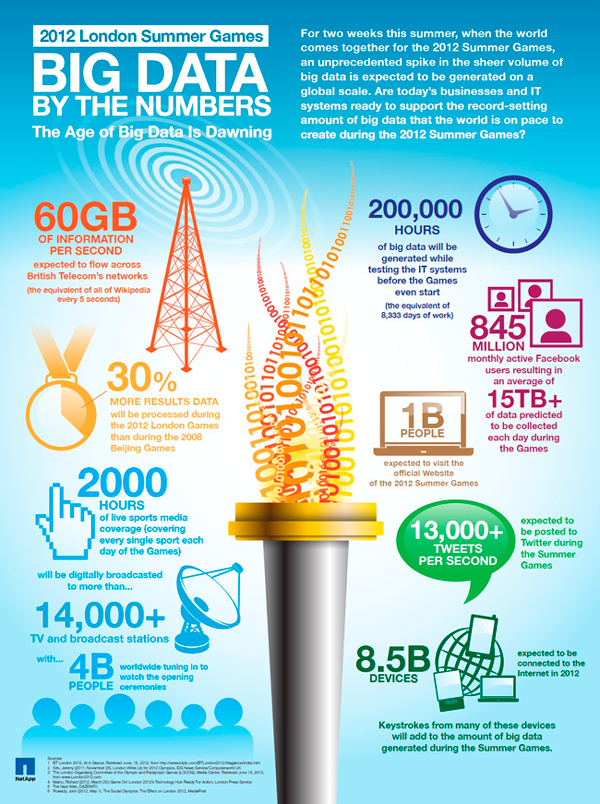 2012 London Summer Games
BIG DATA
BY THE NUMBERS
The Age of Big Data Is Dawning
For two weeks this summer, when the world
comes together for the 2012 Summer Games,
an unprecedented spike in the sheer volume of
big data is expected to be generated on a
global scale. Are today's businesses and IT
systems ready to support the record-setting
amount of big data that the world is on pace to
create during the 2012 Summer Games?
60GB
OF INFORMATION
PER SECOND
expected to flow across
British Telecom's networks
(the equivalent of all of Wikipedia
every 5 seconds)
200,000
HOURS
of big data will be
generated while
testing the IT systems
before the Games
even start
(the equivalent of
8,333 days of work)
845
MILLION
monthly active Facebook
users resulting in
an average of
15TB+
of data predicted
to be collected
each day during
the Games
30%
MORE RESULTS DATA
will be processed during
the 2012 London Games
than during the 2008
Beijing Games
1B
PEOPLE
expected to visit the
official Website
of the 2012 Summer Games
2000
HOURS
of live sports media
coverage (covering
every single sport each
day of the Games)
will be digitally broadcasted
to more than...
14,000+
TV and broadcast stations
with...
4B
PEOPLE
worldwide tuning in to
watch the opening
ceremonies
13,000+
TWEETS
PER SECOND
expected to
be posted to
Twitter during
the Summer
Games
8.5B
DEVICES
expected to be
connected to the
Internet in 2012
Keystrokes from many of these devices
will add to the amount of big data
generated during the Summer Games.
NetApp
Sources: